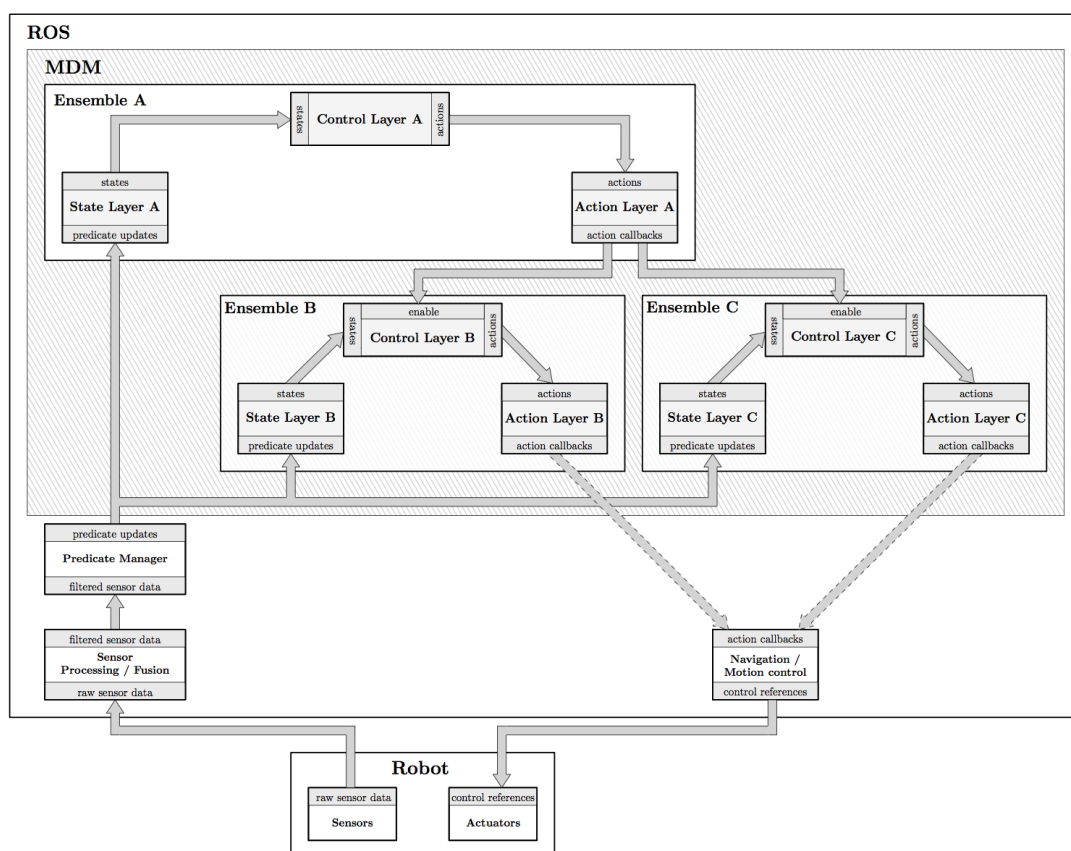 ROS
MDM
Ensemble A
states
Control Layer A
actions
states
State Layer A
predicate updates
actions
Action Layer A
action callbacks
Ensemble B
states
enable
Control Layer B
actions
states
State Layer B
predicate updates
actions
Action Layer B
action callbacks
Ensemble C
states
enable
Control Layer C
actions
states
State Layer C
predicate updates
actions
Action Layer C
action callbacks
predicate updates
Predicate Manager
filtered sensor data
filtered sensor data
Sensor
Processing / Fusion
raw sensor data
action callbacks
Navigation /
Motion control
control references
Robot
raw sensor data
Sensors
control references
Actuators